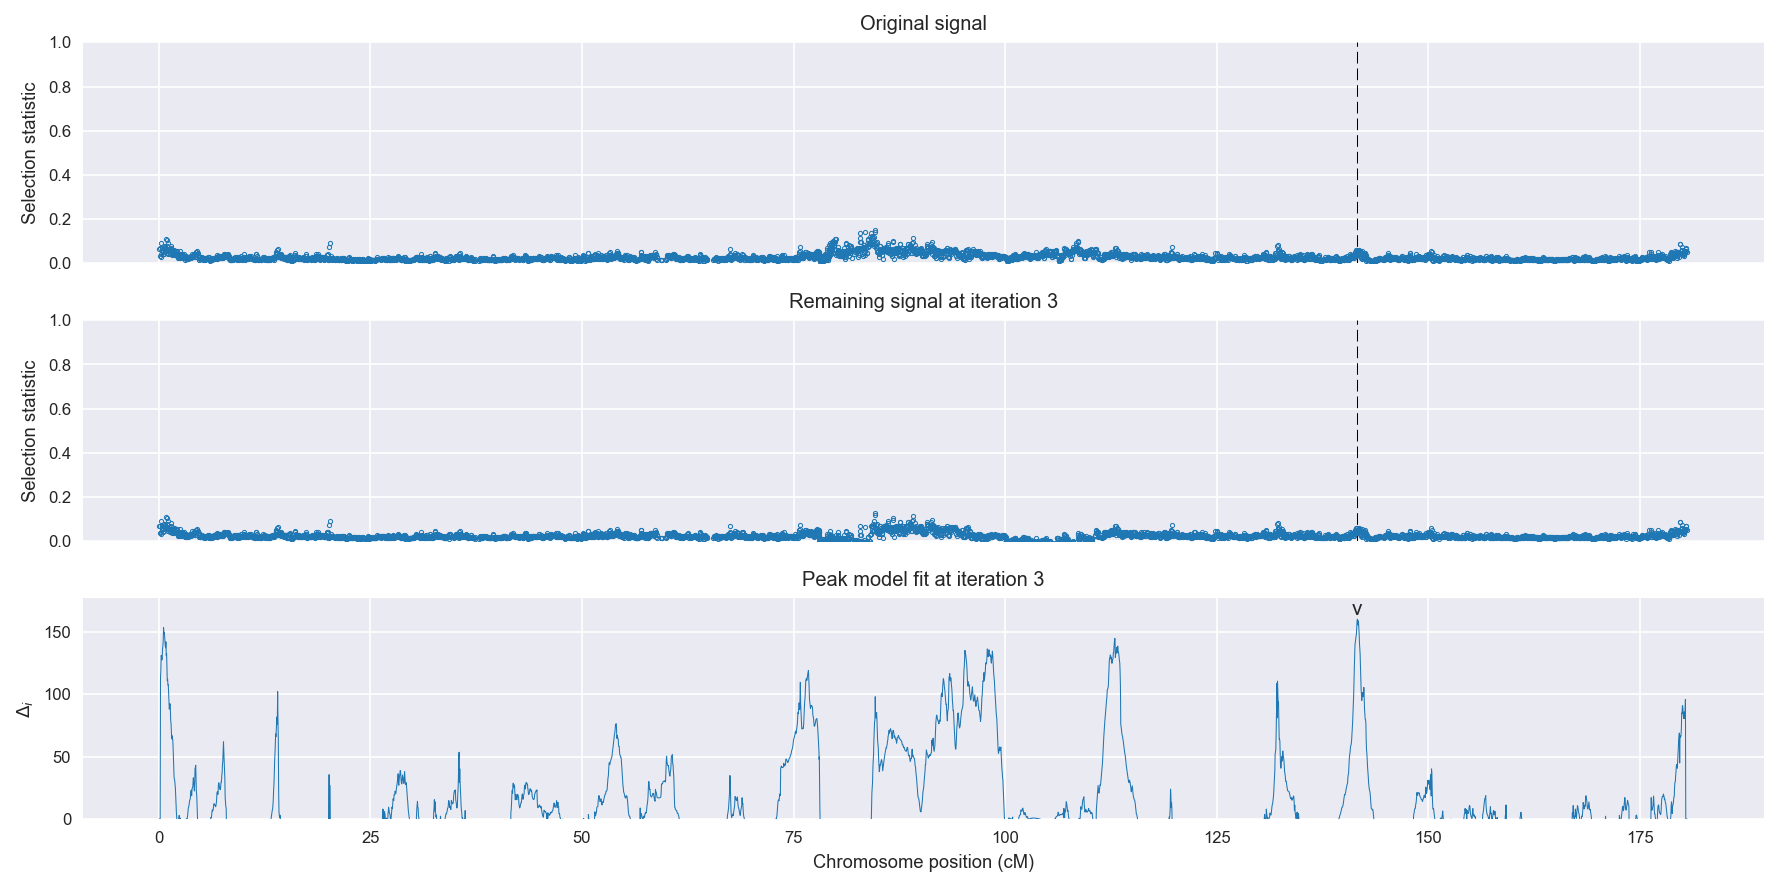 Original signal
1.0
0.8
0.6
0.4
0.2
0.0
Selection statistic
Remaining signal at iteration 3
1.0
0.8
0.6
0.4
0.2
0.0
Selection statistic
Peak model fit at iteration 3
v
150
100
50
0
Δi
0 25 50 75 100 125 150 175
Chromosome position (cM)